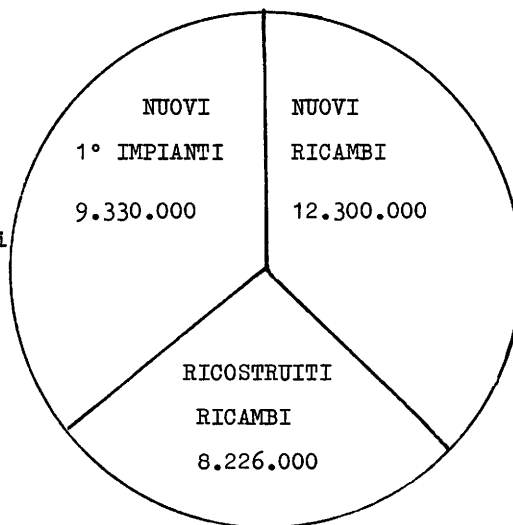 NUOVI
1° IMPIANTI
9.330.000
NUOVI
RICAMBI
12.300.000
RICOSTRUITI
RICAMBI
8.226.000